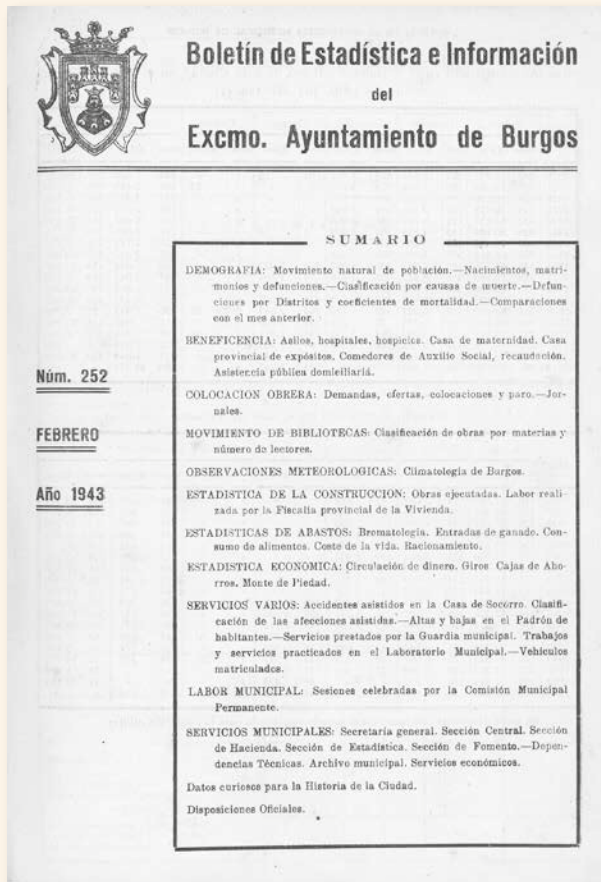 Boletín de Estadística e Información
del
Excmo. Ayuntamiento de Burgos
Núm. 252
FEBRERO
Año 1943
SUMARIO
DEMOGRAFIA: Movimiento natural de población.—Nacimientos, matri-
monios y defunciones.—Clasificación por causas de muerte.—Defun-
ciones por Distritos y coeficientes de mortalidad.—Comparaciones
con el mes anterior.
BENEFICENCIA: Asilos, hospitales, hospicios. Casa de maternidad. Casa
provincial de expósitos. Comedores de Auxilio Social, recaudación.
Asistencia pública domiciliaria.
COLOCACION OBRERA: Demandas, ofertas, colocaciones y paro.—Jor-
nales.
MOVIMIENTO DE BIBLIOTECAS: Clasificación de obras por materias y
número de lectores.
OBSERVACIONES METEOROLOGICAS: Climatología de Burgos.
ESTADISTICA DE LA CONSTRUCCION: Obras ejecutadas. Labor reali-
zada por la Fiscalía provincial de la Vivienda.
ESTADISTICAS DE ABASTOS: Bromatología. Entradas de ganado. Con-
sumo de alimentos. Coste de la vida. Racionamiento.
ESTADISTICA ECONOMICA: Circulación de dinero. Giros Cajas de Aho-
rros. Monte de Piedad.
SERVICIOS VARIOS: Accidentes asistidos en la Casa de Socorro. Clasifi-
cación de las afecciones asistidas.—Altas y bajas en el Padrón de
habitantes.—Servicios prestados por la Guardia municipal. Trabajos
y servicios practicados en el Laboratorio Municipal.—Vehículos
matriculados.
LABOR MUNICIPAL: Sesiones celebradas por la Comisión Municipal
Permanente.
SERVICIOS MUNICIPALES: Secretaría general. Sección Central. Sección
de Hacienda. Sección de Estadística. Sección de Fomento.—Depen-
dencias Técnicas. Archivo municipal. Servicios económicos.
Datos curiosos para la Historia de la Ciudad.
Disposiciones Oficiales.